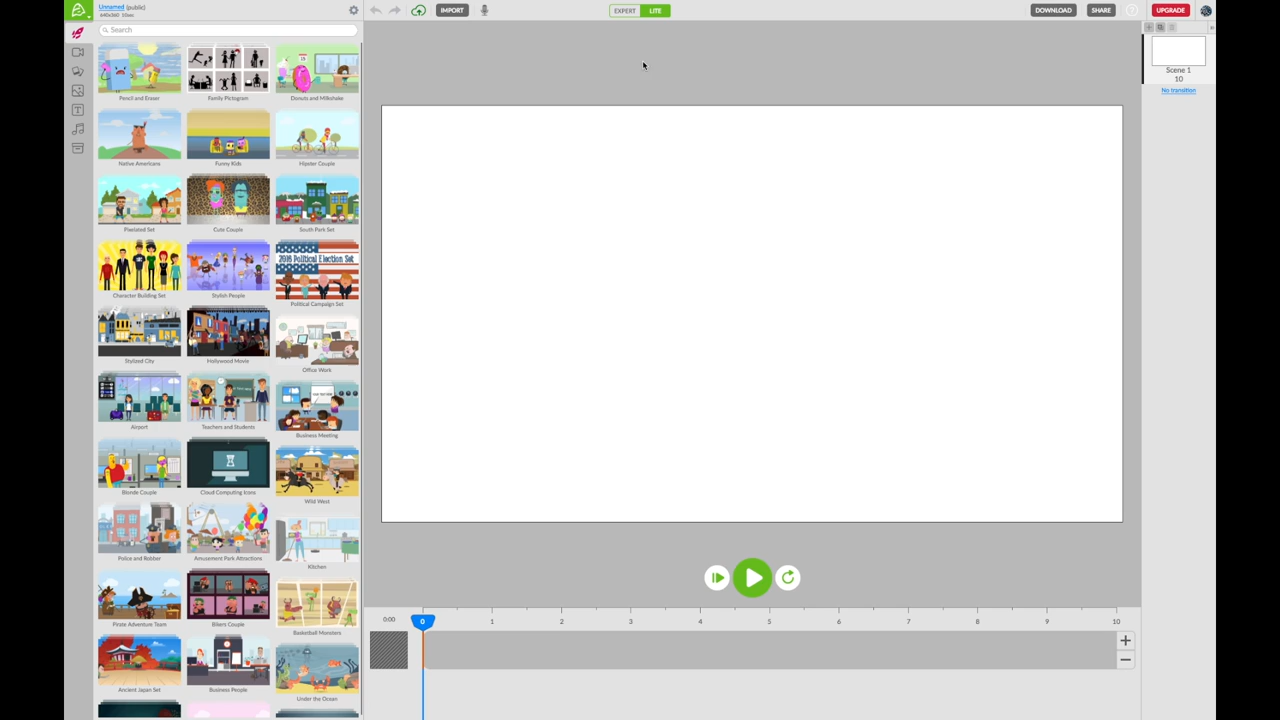 Unnamed (public)
640x360 10sec
IMPORT
EXPERT
LITE
DOWNLOAD
SHARE
UPGRADE
Search
Pencil and Eraser
Family Pictogram
Donuts and Milkshake
Native Americans
Funny Kids
Hipster Couple
Pixelated Set
Cute Couple
South Park Set
2016 Political Election Set
Character Building Set
Stylish People
Political Campaign Set
Stylized City
Hollywood Movie
Office Work
Airport
Teachers and Students
Business Meeting
Blonde Couple
Cloud Computing Icons
Wild West
Police and Robber
Amusement Park Attractions
Kitchen
Pirate Adventure Team
Bikers Couple
Basketball Monsters
Ancient Japan Set
Business People
Under the Ocean
Scene 1
10
No transition
0:00
0 1 2 3 4 5 6 7 8 9 10